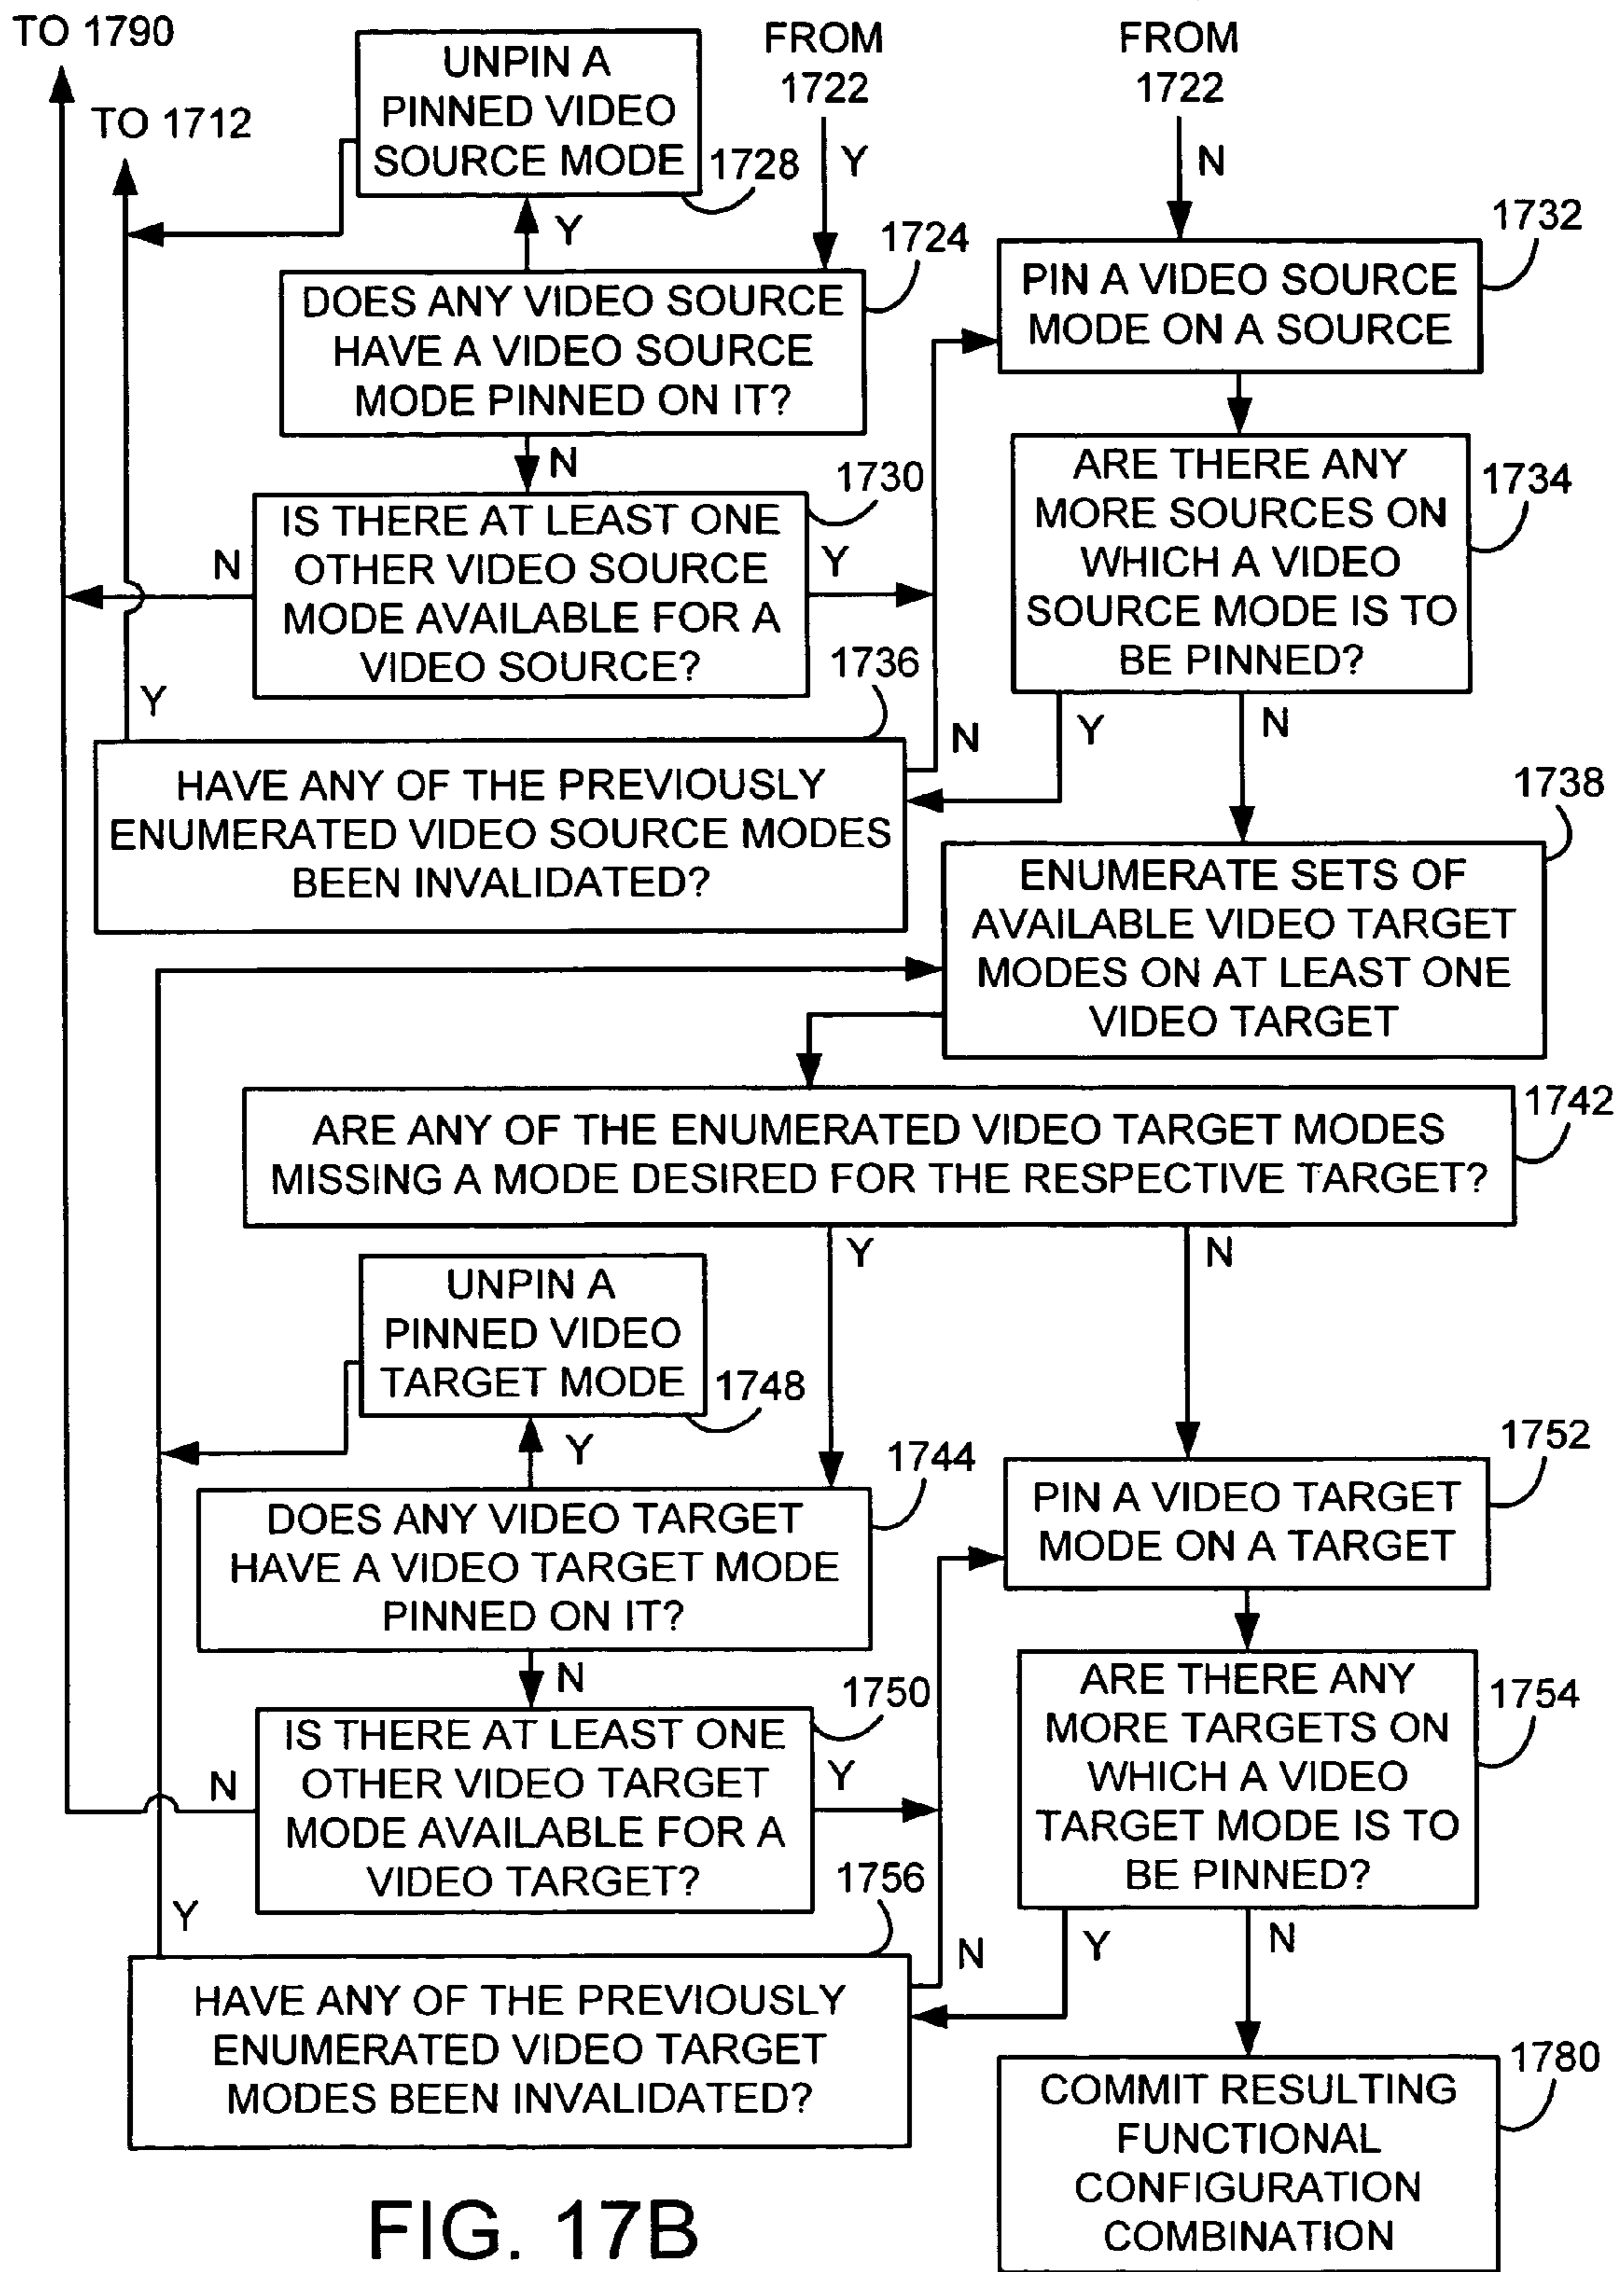 TO 1790
TO 1712
UNPIN A
PINNED VIDEO
SOURCE MODE
1728
FROM
1722
Y
FROM
1722
N
Y
1724
DOES ANY VIDEO SOURCE
HAVE A VIDEO SOURCE
MODE PINNED ON IT?
1732
PIN A VIDEO SOURCE
MODE ON A SOURCE
N
1730
IS THERE AT LEAST ONE
OTHER VIDEO SOURCE
MODE AVAILABLE FOR A
VIDEO SOURCE?
N
Y
1734
ARE THERE ANY
MORE SOURCES ON
WHICH A VIDEO
SOURCE MODE IS TO
BE PINNED?
Y
1736
N
Y
N
HAVE ANY OF THE PREVIOUSLY
ENUMERATED VIDEO SOURCE MODES
BEEN INVALIDATED?
1738
ENUMERATE SETS OF
AVAILABLE VIDEO TARGET
MODES ON AT LEAST ONE
VIDEO TARGET
1742
ARE ANY OF THE ENUMERATED VIDEO TARGET MODES
MISSING A MODE DESIRED FOR THE RESPECTIVE TARGET?
Y
N
UNPIN A
PINNED VIDEO
TARGET MODE
1748
Y
1744
DOES ANY VIDEO TARGET
HAVE A VIDEO TARGET MODE
PINNED ON IT?
1752
PIN A VIDEO TARGET
MODE ON A TARGET
N
1750
IS THERE AT LEAST ONE
OTHER VIDEO TARGET
MODE AVAILABLE FOR A
VIDEO TARGET?
N
Y
1754
ARE THERE ANY
MORE TARGETS ON
WHICH A VIDEO
TARGET MODE IS TO
BE PINNED?
Y
1756
N
Y
N
HAVE ANY OF THE PREVIOUSLY
ENUMERATED VIDEO TARGET
MODES BEEN INVALIDATED?
1780
COMMIT RESULTING
FUNCTIONAL
CONFIGURATION
COMBINATION
FIG. 17B